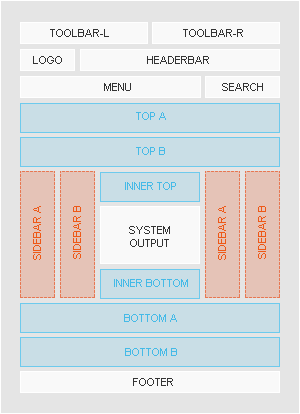 TOOLBAR-L
TOOLBAR-R
LOGO
HEADERBAR
MENU
SEARCH
TOP A
TOP B
SIDEBAR A
SIDEBAR B
INNER TOP
SYSTEM
OUTPUT
INNER BOTTOM
SIDEBAR A
SIDEBAR B
BOTTOM A
BOTTOM B
FOOTER